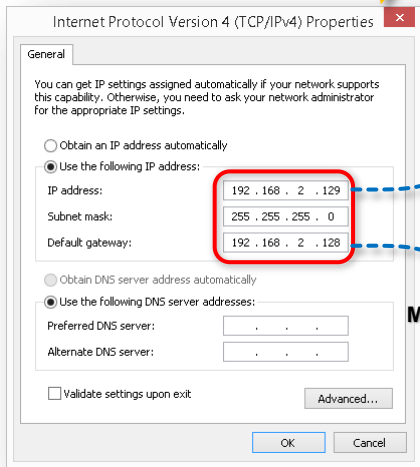 Internet Protocol Version 4 (TCP/IPv4) Properties
General
You can get IP settings assigned automatically if your network supports
this capability. Otherwise, you need to ask your network administrator
for the appropriate IP settings.
Obtain an IP address automatically
Use the following IP address:
IP address: 192 . 168 . 2 . 129
Subnet mask: 255 . 255 . 255 . 0
Default gateway: 192 . 168 . 2 . 128
Obtain DNS server address automatically
Use the following DNS server addresses:
Preferred DNS server: . . .
M
Alternate DNS server: . . .
Validate settings upon exit
Advanced...
OK Cancel